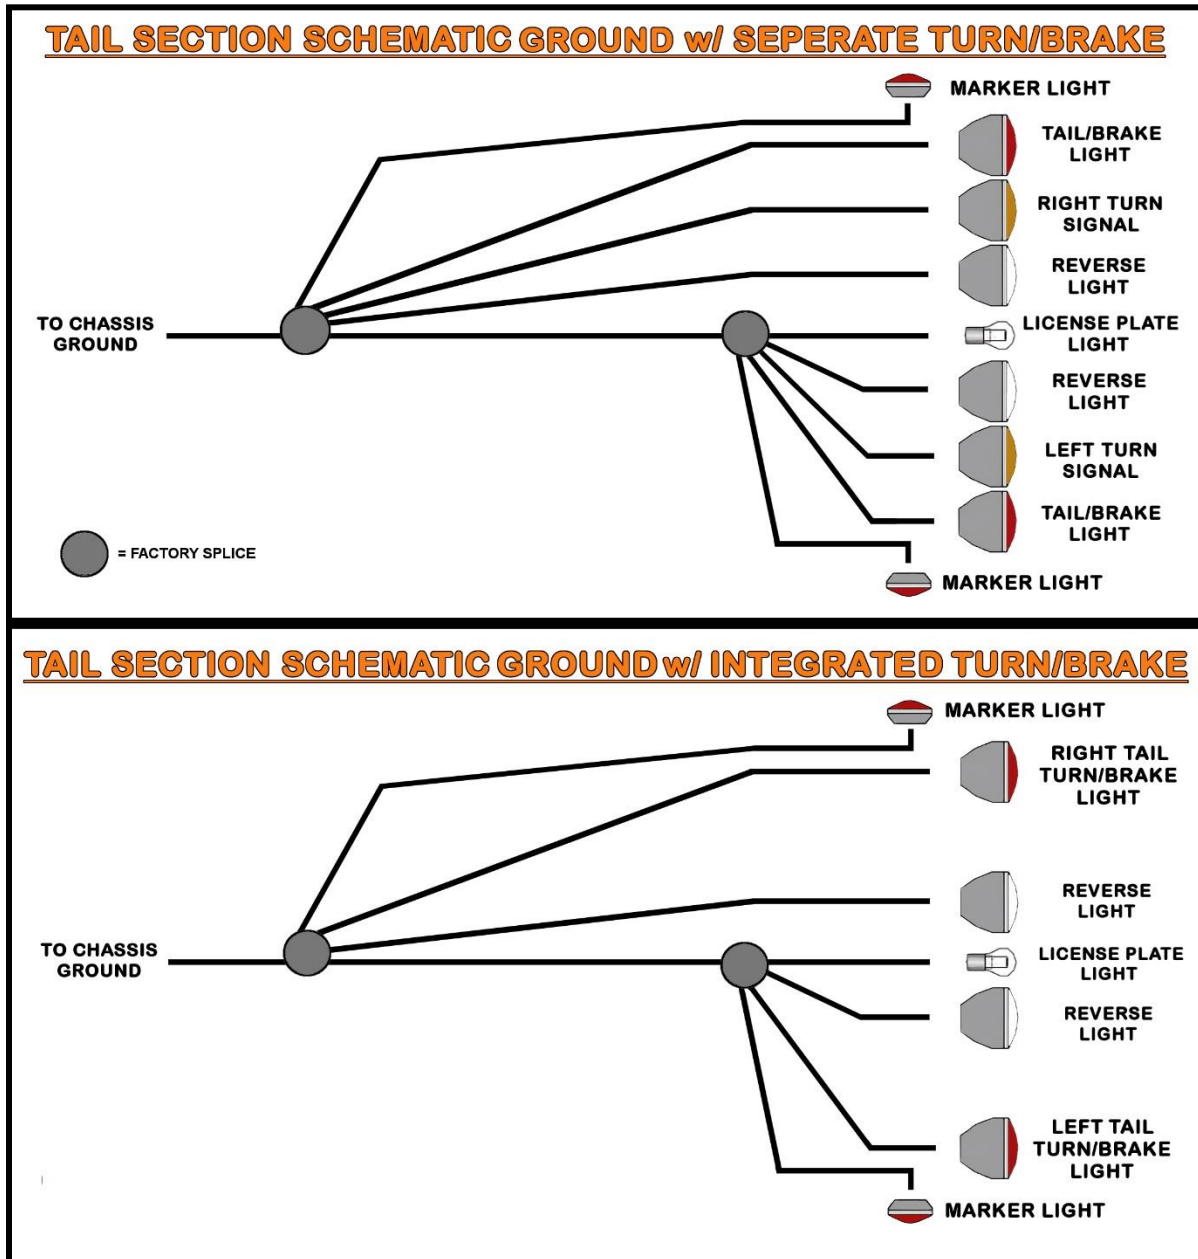 TAIL SECTION SCHEMATIC GROUND w/ SEPERATE TURN/BRAKE
MARKER LIGHT
TAIL/BRAKE
LIGHT
RIGHT TURN
SIGNAL
REVERSE
LIGHT
TO CHASSIS
GROUND
LICENSE PLATE
LIGHT
REVERSE
LIGHT
LEFT TURN
SIGNAL
TAIL/BRAKE
LIGHT
= FACTORY SPLICE
MARKER LIGHT
TAIL SECTION SCHEMATIC GROUND w/ INTEGRATED TURN/BRAKE
MARKER LIGHT
RIGHT TAIL
TURN/BRAKE
LIGHT
REVERSE
LIGHT
TO CHASSIS
GROUND
LICENSE PLATE
LIGHT
REVERSE
LIGHT
LEFT TAIL
TURN/BRAKE
LIGHT
MARKER LIGHT